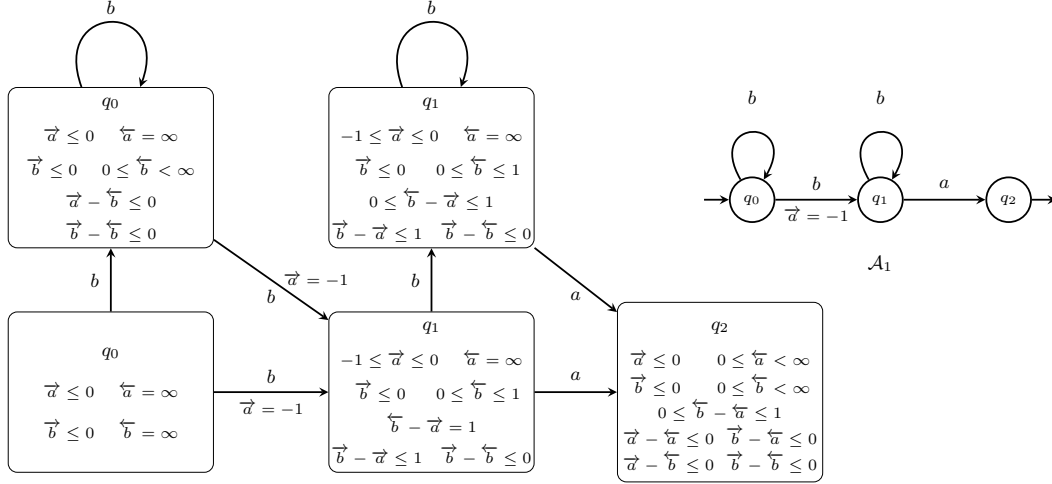 b
q₀
a⃗ ≤ 0 a⃖ = ∞
b⃗ ≤ 0 0 ≤ b⃖ < ∞
a⃗ − b⃖ ≤ 0
b⃗ − b⃖ ≤ 0
b
q₁
−1 ≤ a⃗ ≤ 0 a⃖ = ∞
b⃗ ≤ 0 0 ≤ b⃖ ≤ 1
0 ≤ b⃖ − a⃗ ≤ 1
b⃗ − a⃗ ≤ 1 b⃗ − b⃖ ≤ 0
b
b
q₀
b
a⃗ = −1
q₁
a
q₂
𝒜₁
b
a⃗ = −1
b
b
a
q₀
a⃗ ≤ 0 a⃖ = ∞
b⃗ ≤ 0 b⃖ = ∞
b
a⃗ = −1
q₁
−1 ≤ a⃗ ≤ 0 a⃖ = ∞
b⃗ ≤ 0 0 ≤ b⃖ ≤ 1
b⃖ − a⃗ = 1
b⃗ − a⃗ ≤ 1 b⃗ − b⃖ ≤ 0
a
q₂
a⃗ ≤ 0 0 ≤ a⃖ < ∞
b⃗ ≤ 0 0 ≤ b⃖ < ∞
0 ≤ b⃖ − a⃖ ≤ 1
a⃗ − a⃖ ≤ 0 b⃗ − a⃖ ≤ 0
a⃗ − b⃖ ≤ 0 b⃗ − b⃖ ≤ 0